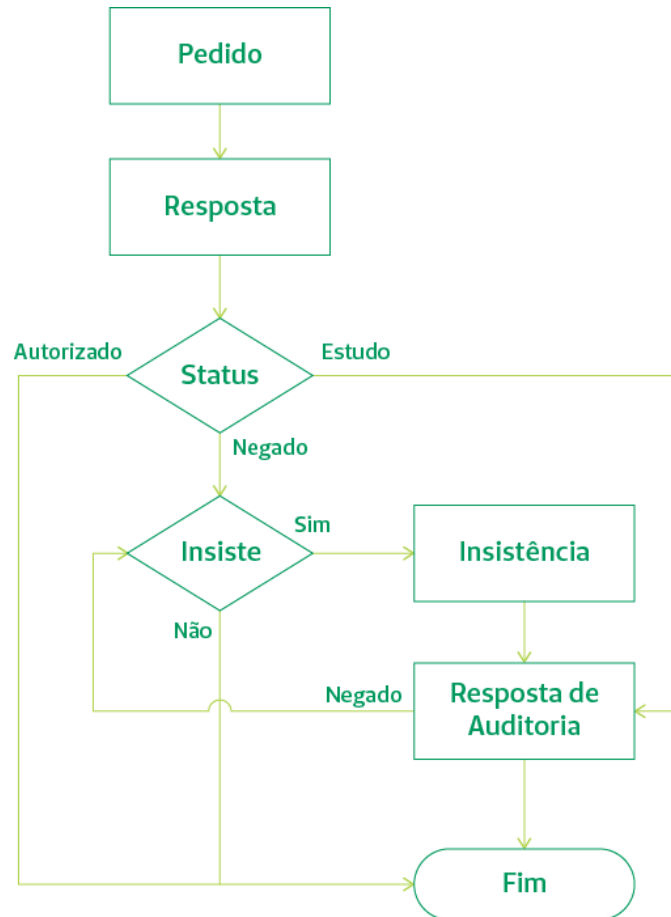 Pedido
Resposta
Autorizado
Estudo
Status
Negado
Sim
Insiste
Insistência
Não
Negado
Resposta de
Auditoria
Fim